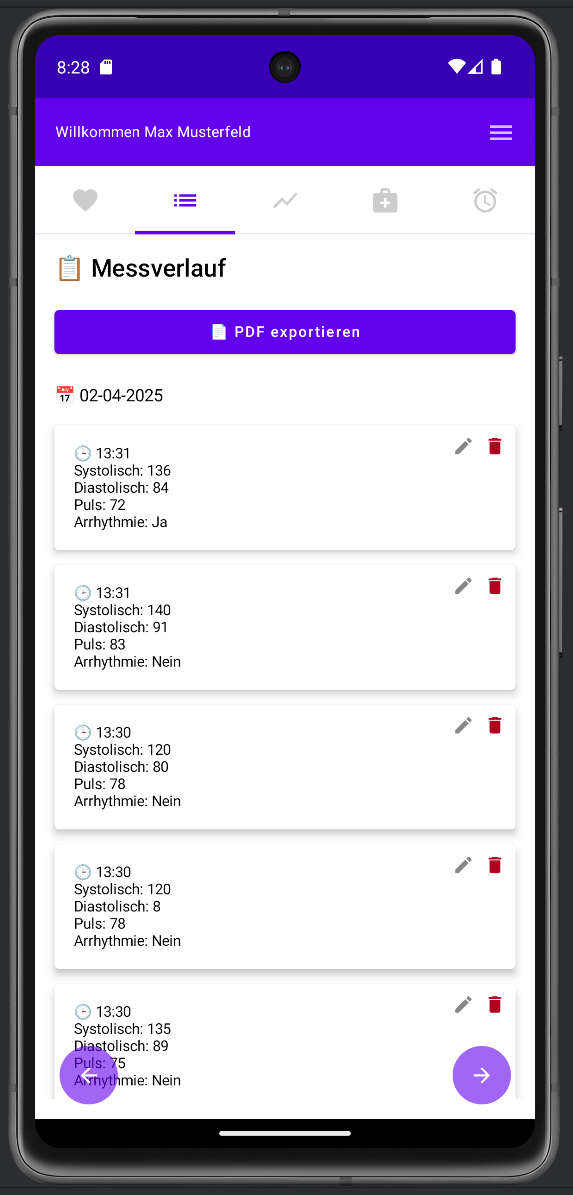 8:28
Willkommen Max Musterfeld
📋 Messverlauf
📄 PDF exportieren
📅 02-04-2025
🕒 13:31
Systolisch: 136
Diastolisch: 84
Puls: 72
Arrhythmie: Ja
🕒 13:31
Systolisch: 140
Diastolisch: 91
Puls: 83
Arrhythmie: Nein
🕒 13:30
Systolisch: 120
Diastolisch: 80
Puls: 78
Arrhythmie: Nein
🕒 13:30
Systolisch: 120
Diastolisch: 8
Puls: 78
Arrhythmie: Nein
🕒 13:30
Systolisch: 135
Diastolisch: 89
Puls: 75
Arrhythmie: Nein